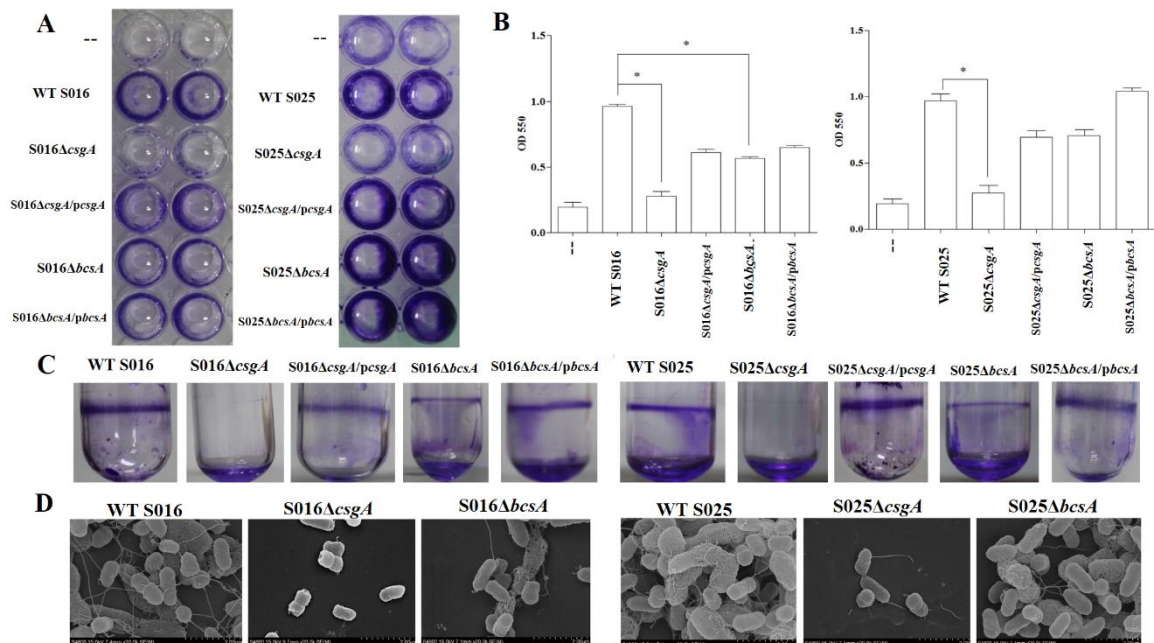 A
--
WT S016
S016ΔcsgA
S016ΔcsgA/pcsgA
S016ΔbcsA
S016ΔbcsA/pbcsA
--
WT S025
S025ΔcsgA
S025ΔcsgA/pcsgA
S025ΔbcsA
S025ΔbcsA/pbcsA
B
1.5
1.0
0.5
0.0
OD 550
*
*
--
WT S016
S016ΔcsgA
S016ΔcsgA/pcsgA
S016ΔbcsA.
S016ΔbcsA/pbcsA
1.5
1.0
0.5
0.0
OD 550
*
--
WT S025
S025ΔcsgA
S025ΔcsgA/pcsgA
S025ΔbcsA
S025ΔbcsA/pbcsA
C
WT S016 S016ΔcsgA S016ΔcsgA/pcsgA S016ΔbcsA S016ΔbcsA/pbcsA WT S025 S025ΔcsgA S025ΔcsgA/pcsgA S025ΔbcsA S025ΔbcsA/pbcsA
D
WT S016 S016ΔcsgA S016ΔbcsA WT S025 S025ΔcsgA S025ΔbcsA